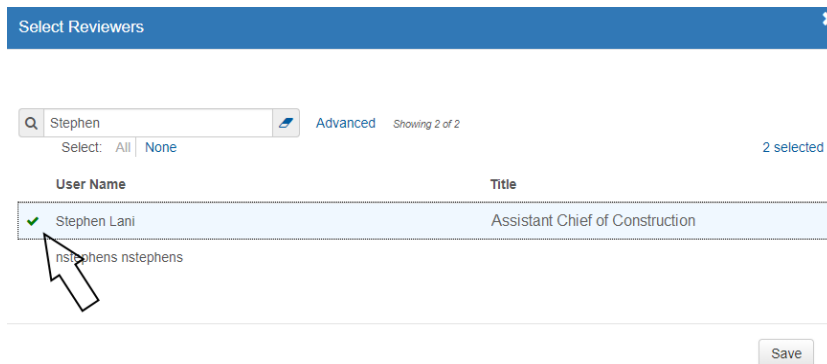 Select Reviewers
Stephen Advanced Showing 2 of 2
Select: All None 2 selected
User Name Title
Stephen Lani Assistant Chief of Construction
nstephens nstephens
Save